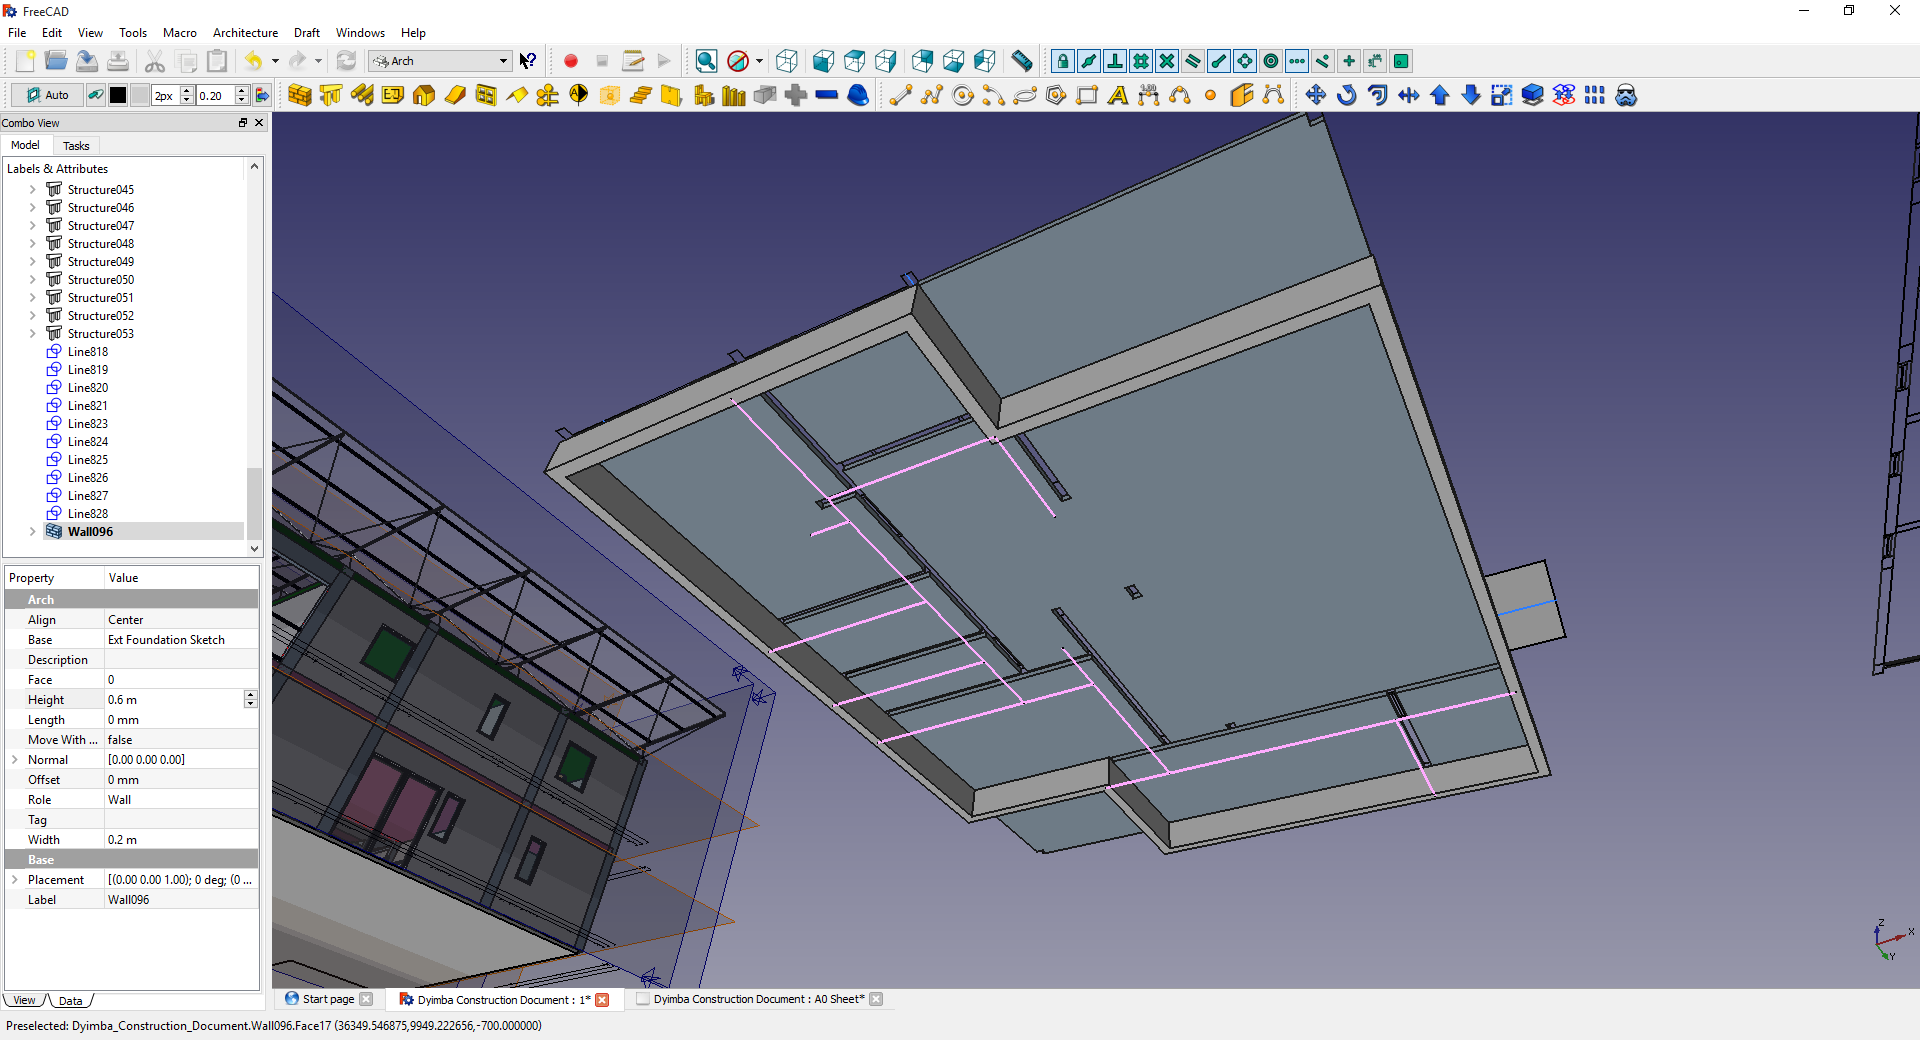 FreeCAD
File Edit View Tools Macro Architecture Draft Windows Help
Arch
Auto 2px 0.20
Combo View
Model Tasks
Labels & Attributes
Structure045
Structure046
Structure047
Structure048
Structure049
Structure050
Structure051
Structure052
Structure053
Line818
Line819
Line820
Line821
Line823
Line824
Line825
Line826
Line827
Line828
Wall096
Property Value
Arch
Align Center
Base Ext Foundation Sketch
Description
Face 0
Height 0.6 m
Length 0 mm
Move With ... false
Normal [0.00 0.00 0.00]
Offset 0 mm
Role Wall
Tag
Width 0.2 m
Base
Placement [(0.00 0.00 1.00); 0 deg; (0 ...
Label Wall096
Z
X
Y
View Data
Start page Dyimba Construction Document : 1* Dyimba Construction Document : A0 Sheet*
Preselected: Dyimba_Construction_Document.Wall096.Face17 (36349.546875,9949.222656,-700.000000)